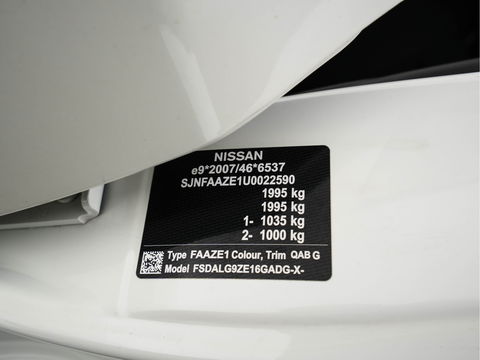 NISSAN
e9*2007/46*6537
SJNFAAZE1U0022590
1995 kg
1995 kg
1- 1035 kg
2- 1000 kg
Type FAAZE1 Colour, Trim QAB G
Model FSDALG9ZE16GADG-X-